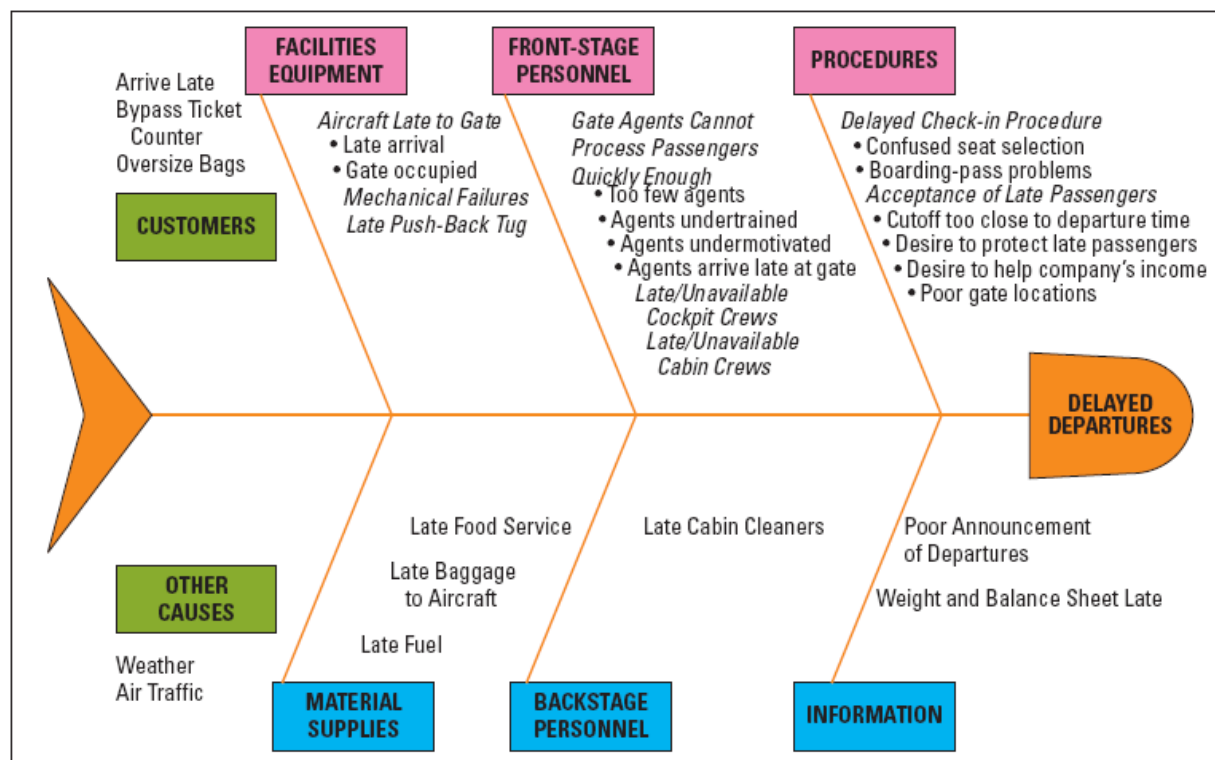 FACILITIES
EQUIPMENT
FRONT-STAGE
PERSONNEL
PROCEDURES
Arrive Late
Bypass Ticket
Counter
Oversize Bags
CUSTOMERS
Aircraft Late to Gate
• Late arrival
• Gate occupied
Mechanical Failures
Late Push-Back Tug
Gate Agents Cannot
Process Passengers
Quickly Enough
• Too few agents
• Agents undertrained
• Agents undermotivated
• Agents arrive late at gate
Late/Unavailable
Cockpit Crews
Late/Unavailable
Cabin Crews
Delayed Check-in Procedure
• Confused seat selection
• Boarding-pass problems
Acceptance of Late Passengers
• Cutoff too close to departure time
• Desire to protect late passengers
• Desire to help company's income
• Poor gate locations
DELAYED
DEPARTURES
OTHER
CAUSES
Weather
Air Traffic
Late Food Service
Late Baggage
to Aircraft
Late Fuel
MATERIAL
SUPPLIES
Late Cabin Cleaners
BACKSTAGE
PERSONNEL
Poor Announcement
of Departures
Weight and Balance Sheet Late
INFORMATION